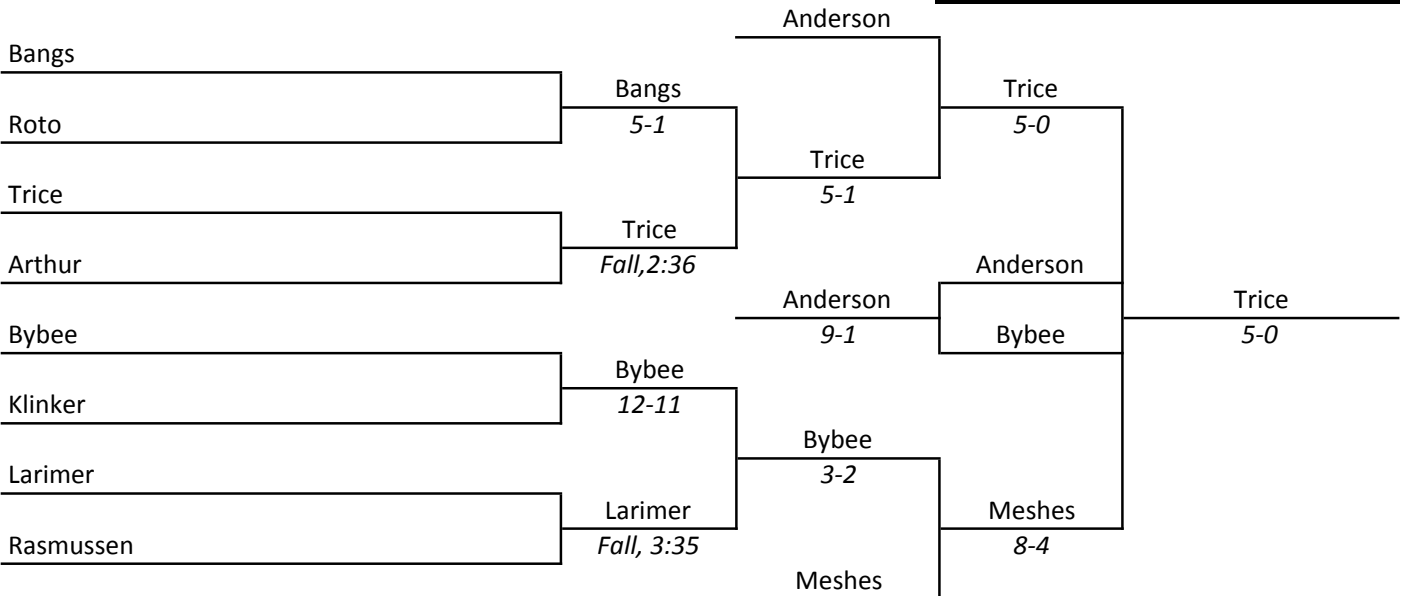 Anderson
Bangs
Bangs
Trice
Roto
5-1
5-0
Trice
Trice
5-1
Trice
Arthur
Fall,2:36
Anderson
Anderson
Trice
Bybee
9-1
Bybee
5-0
Bybee
Klinker
12-11
Bybee
Larimer
3-2
Larimer
Meshes
Rasmussen
Fall, 3:35
8-4
Meshes